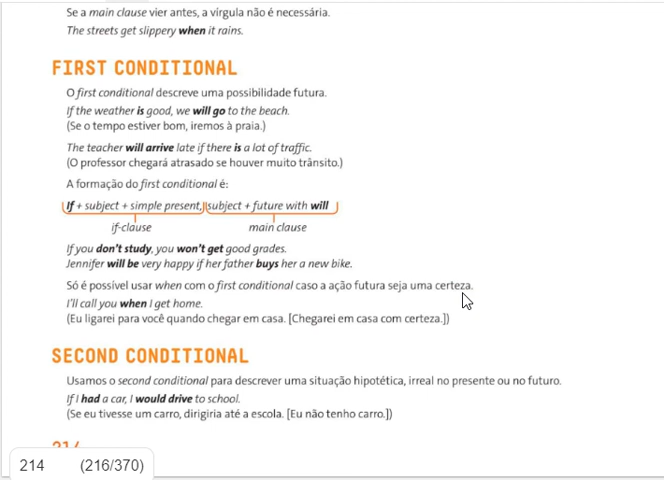 Se a main clause vier antes, a vírgula não é necessária.
The streets get slippery when it rains.
FIRST CONDITIONAL
O first conditional descreve uma possibilidade futura.
If the weather is good, we will go to the beach.
(Se o tempo estiver bom, iremos à praia.)
The teacher will arrive late if there is a lot of traffic.
(O professor chegará atrasado se houver muito trânsito.)
A formação do first conditional é:
If + subject + simple present, subject + future with will
if-clause main clause
If you don't study, you won't get good grades.
Jennifer will be very happy if her father buys her a new bike.
Só é possível usar when com o first conditional caso a ação futura seja uma certeza.
I'll call you when I get home.
(Eu ligarei para você quando chegar em casa. [Chegarei em casa com certeza.])
SECOND CONDITIONAL
Usamos o second conditional para descrever uma situação hipotética, irreal no presente ou no futuro.
If I had a car, I would drive to school.
(Se eu tivesse um carro, dirigiria até a escola. [Eu não tenho carro.])
214
214 (216/370)